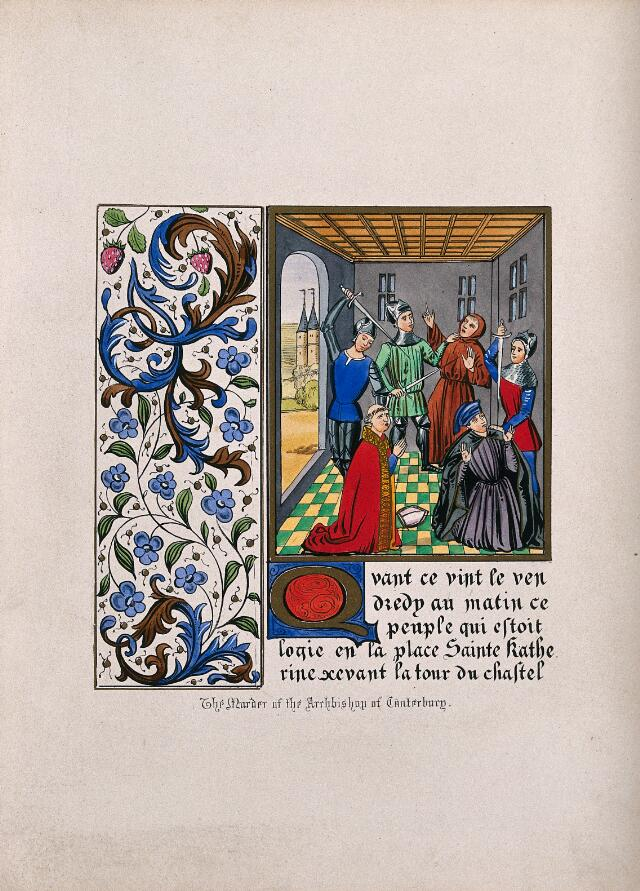 Qvant ce vint le ven
dredy au matin ce
peuple qui estoit
logie en la place Sainte Kathe
rine xevant la tour du chastel
The Murder of the Archbishop of Canterbury.